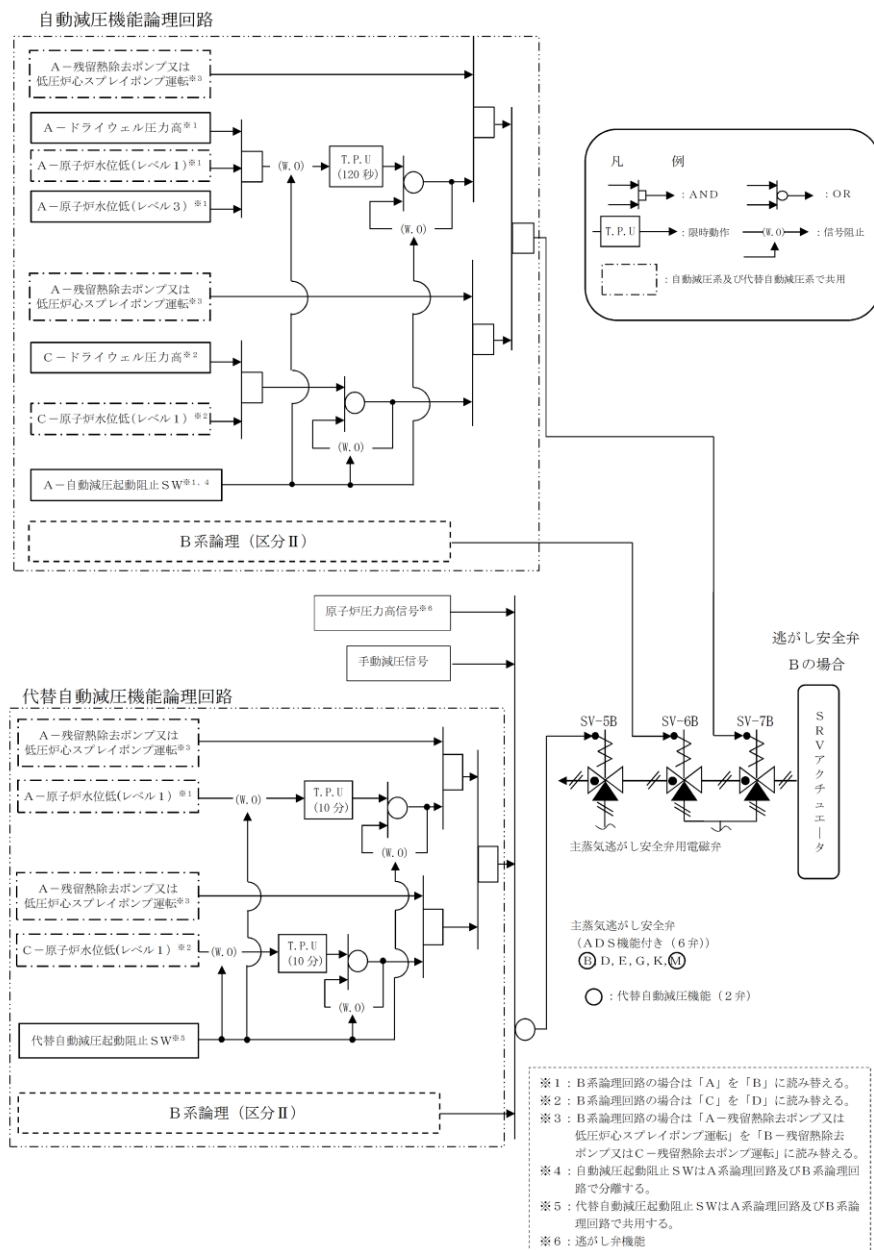 自動減圧機能論理回路
A－残留熱除去ポンプ又は
低圧炉心スプレイポンプ運転※3
A－ドライウェル圧力高※1
A－原子炉水位低(レベル1)※1
A－原子炉水位低(レベル3)※1
(W.O)
T.P.U
(120秒)
(W.O)
A－残留熱除去ポンプ又は
低圧炉心スプレイポンプ運転※3
C－ドライウェル圧力高※2
C－原子炉水位低(レベル1)※2
(W.O)
A－自動減圧起動阻止SW※1, 4
B系論理(区分Ⅱ)
凡 例
：AND
：OR
T.P.U
：限時動作
(W.O)
：信号阻止
：自動減圧系及び代替自動減圧系で共用
原子炉圧力高信号※6
手動減圧信号
代替自動減圧機能論理回路
A－残留熱除去ポンプ又は
低圧炉心スプレイポンプ運転※3
A－原子炉水位低(レベル1)※1
(W.O)
T.P.U
(10分)
(W.O)
A－残留熱除去ポンプ又は
低圧炉心スプレイポンプ運転※3
C－原子炉水位低(レベル1)※2
(W.O)
T.P.U
(10分)
(W.O)
代替自動減圧起動阻止SW※5
B系論理(区分Ⅱ)
逃がし安全弁
Bの場合
SV-5B
SV-6B
SV-7B
SRVアクチュエータ
主蒸気逃がし安全弁用電磁弁
主蒸気逃がし安全弁
(ADS機能付き(6弁))
B, D, E, G, K, M
：代替自動減圧機能(2弁)
※1：B系論理回路の場合は「A」を「B」に読み替える。
※2：B系論理回路の場合は「C」を「D」に読み替える。
※3：B系論理回路の場合は「A－残留熱除去ポンプ又は
低圧炉心スプレイポンプ運転」を「B－残留熱除去
ポンプ又はC－残留熱除去ポンプ運転」に読み替える。
※4：自動減圧起動阻止SWはA系論理回路及びB系論理回
路で分離する。
※5：代替自動減圧起動阻止SWはA系論理回路及びB系論
理回路で共用する。
※6：逃がし弁機能